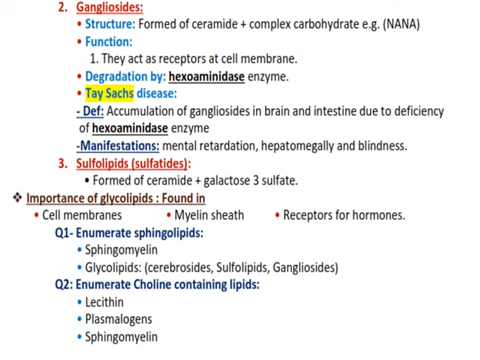 2. Gangliosides:
• Structure: Formed of ceramide + complex carbohydrate e.g. (NANA)
• Function:
1. They act as receptors at cell membrane.
• Degradation by: hexoaminidase enzyme.
• Tay Sachs disease:
- Def: Accumulation of gangliosides in brain and intestine due to deficiency
of hexoaminidase enzyme
-Manifestations: mental retardation, hepatomegally and blindness.
3. Sulfolipids (sulfatides):
• Formed of ceramide + galactose 3 sulfate.
❖ Importance of glycolipids : Found in
• Cell membranes • Myelin sheath • Receptors for hormones.
Q1- Enumerate sphingolipids:
• Sphingomyelin
• Glycolipids: (cerebrosides, Sulfolipids, Gangliosides)
Q2: Enumerate Choline containing lipids:
• Lecithin
• Plasmalogens
• Sphingomyelin